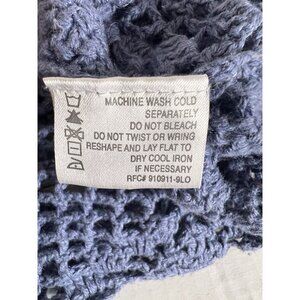 MACHINE WASH COLD
SEPARATELY
DO NOT BLEACH
DO NOT TWIST OR WRING
RESHAPE AND LAY FLAT TO
DRY COOL IRON
IF NECESSARY
RFC# 910911-9LO